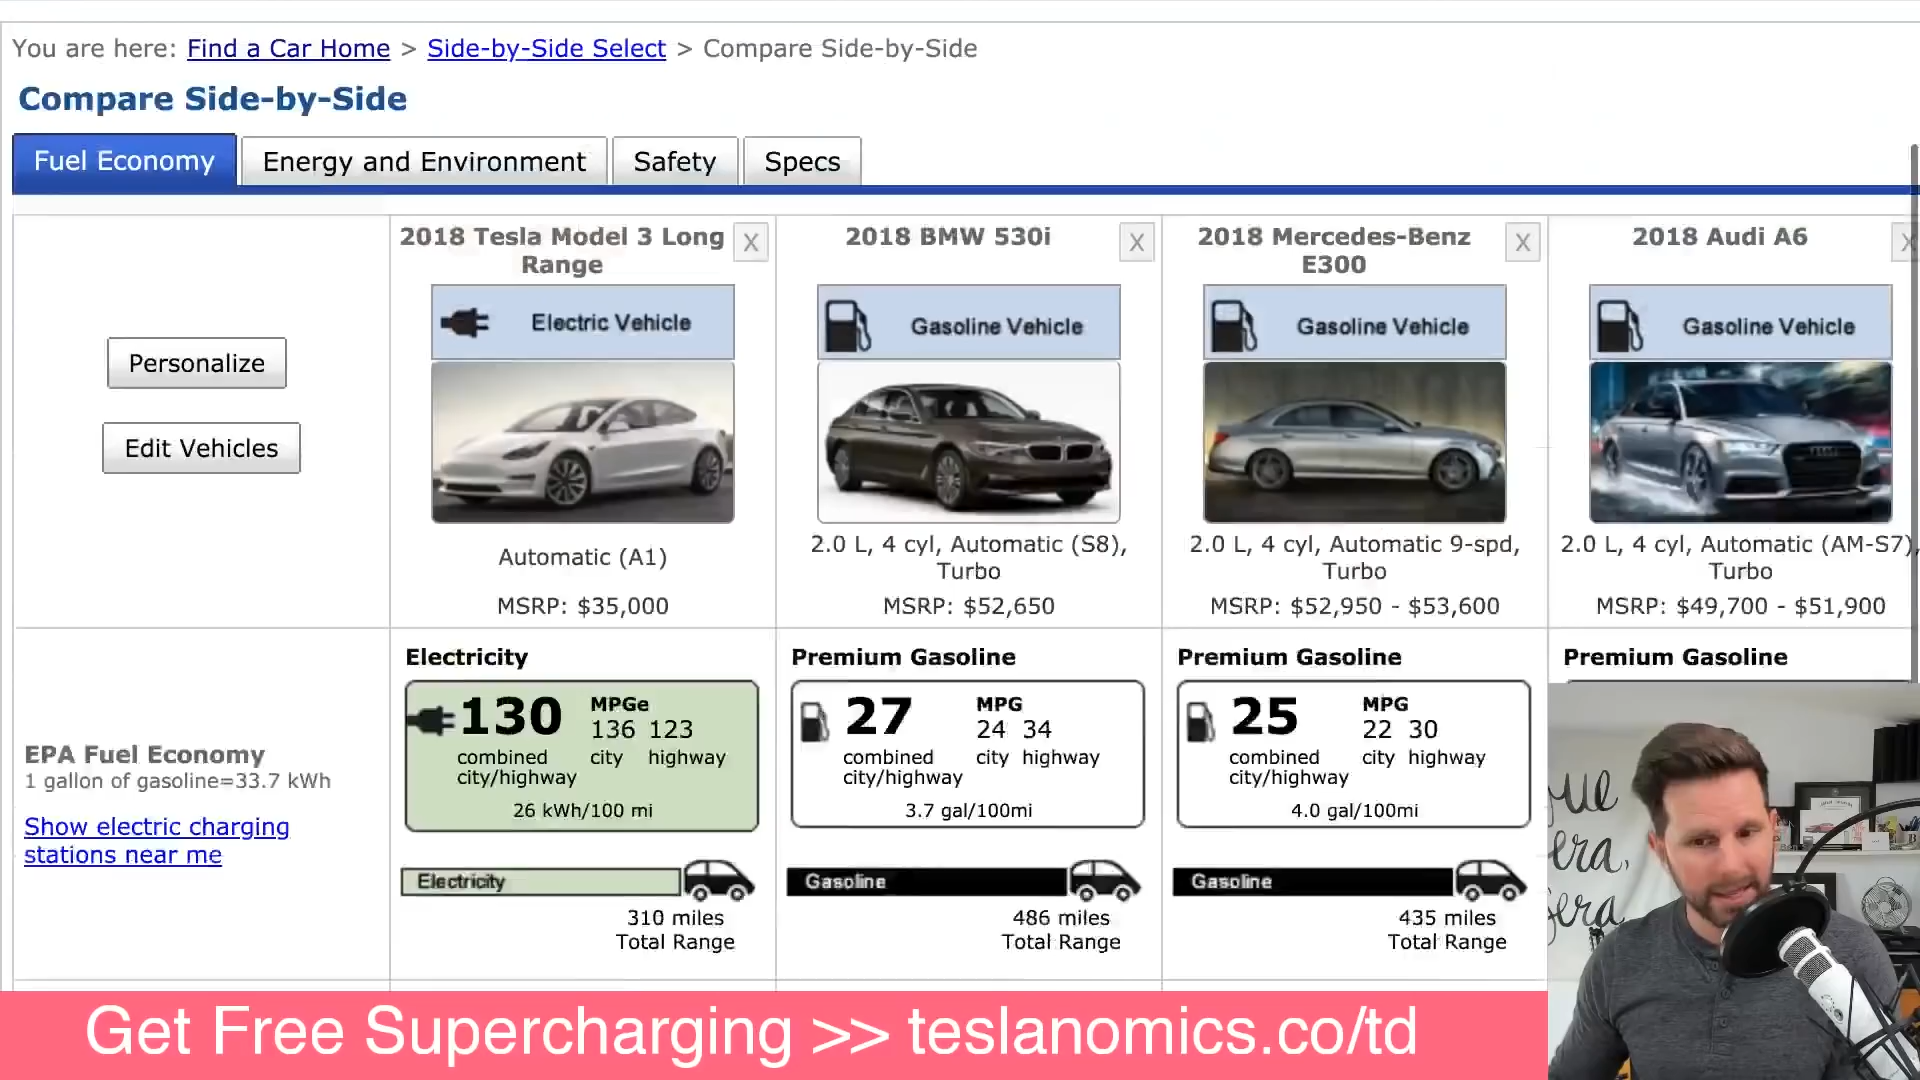 You are here: Find a Car Home > Side-by-Side Select > Compare Side-by-Side
Compare Side-by-Side
Fuel Economy
Energy and Environment
Safety
Specs
Personalize
Edit Vehicles
2018 Tesla Model 3 Long
Range
X
Electric Vehicle
Automatic (A1)
MSRP: $35,000
2018 BMW 530i
X
Gasoline Vehicle
2.0 L, 4 cyl, Automatic (S8),
Turbo
MSRP: $52,650
2018 Mercedes-Benz
E300
X
Gasoline Vehicle
2.0 L, 4 cyl, Automatic 9-spd,
Turbo
MSRP: $52,950 - $53,600
2018 Audi A6
X
Gasoline Vehicle
2.0 L, 4 cyl, Automatic (AM-S7),
Turbo
MSRP: $49,700 - $51,900
EPA Fuel Economy
1 gallon of gasoline=33.7 kWh
Show electric charging
stations near me
Electricity
130
MPGe
136 123
combined
city/highway
city highway
26 kWh/100 mi
Electricity
310 miles
Total Range
Premium Gasoline
27
MPG
24 34
combined
city/highway
city highway
3.7 gal/100mi
Gasoline
486 miles
Total Range
Premium Gasoline
25
MPG
22 30
combined
city/highway
city highway
4.0 gal/100mi
Gasoline
435 miles
Total Range
Premium Gasoline
Get Free Supercharging >> teslanomics.co/td